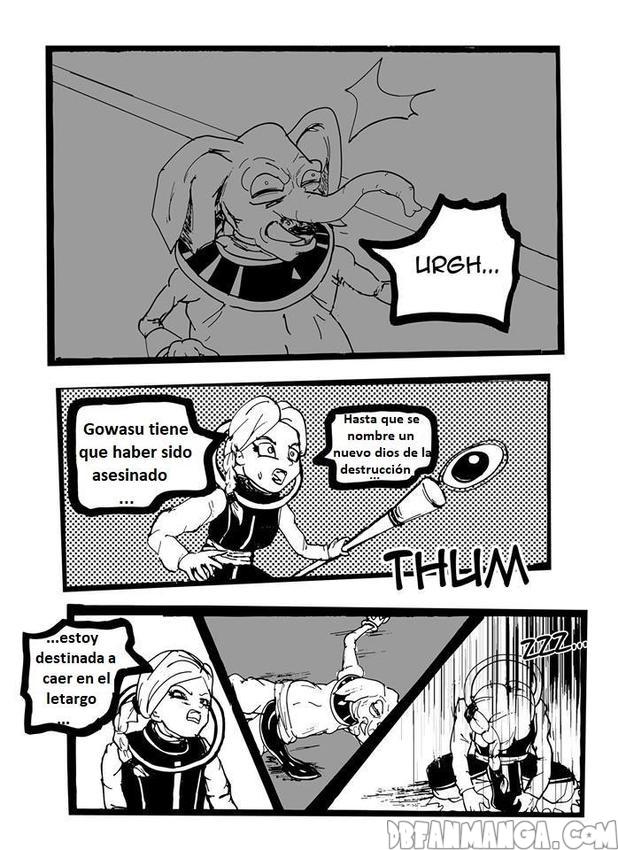 URGH...
Gowasu tiene
que haber sido
asesinado
...
Hasta que se
nombre un
nuevo dios de la
destrucción
...
THUM
...estoy
destinada a
caer en el
letargo
...
ZZZ...
DBFANMANGA.COM